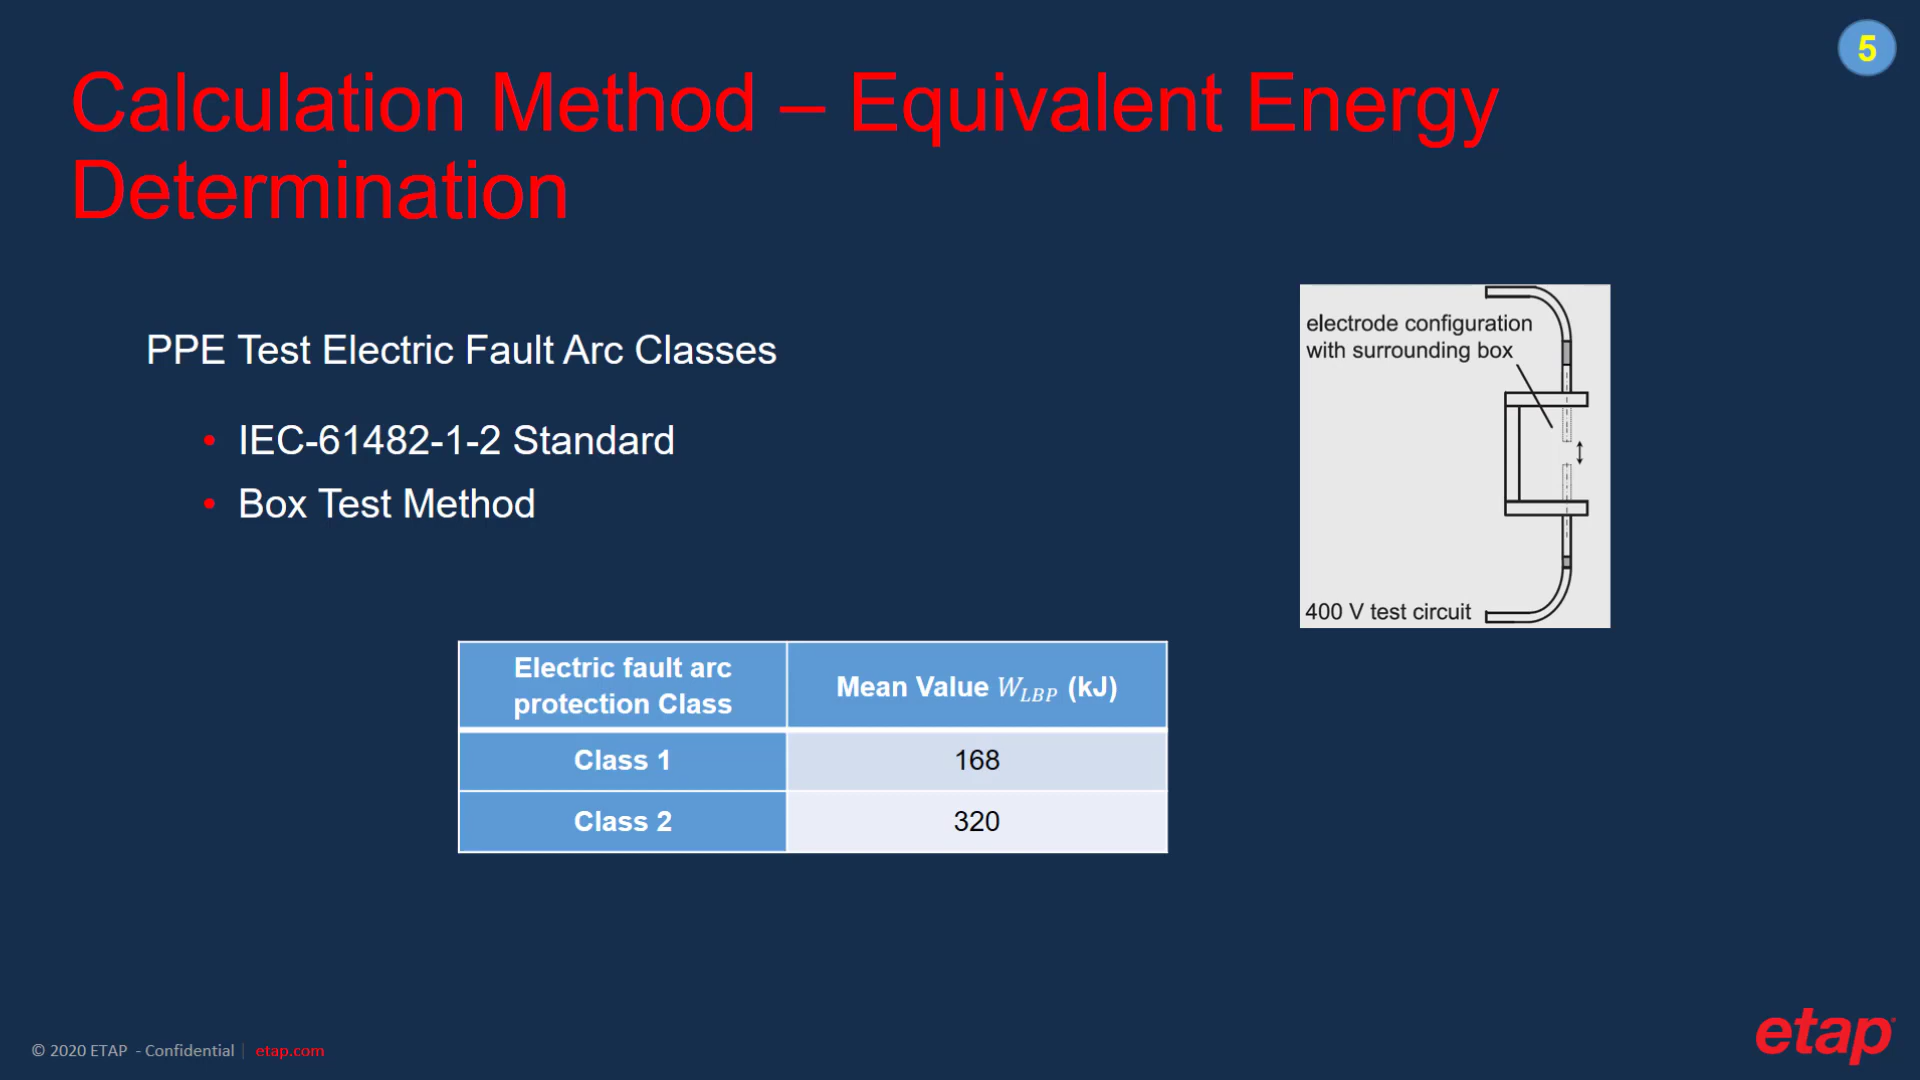 5
Calculation Method – Equivalent Energy
Determination
PPE Test Electric Fault Arc Classes
• IEC-61482-1-2 Standard
• Box Test Method
electrode configuration
with surrounding box
400 V test circuit
Electric fault arc
protection Class
Mean Value W_LBP (kJ)
Class 1
168
Class 2
320
© 2020 ETAP - Confidential | etap.com
etap